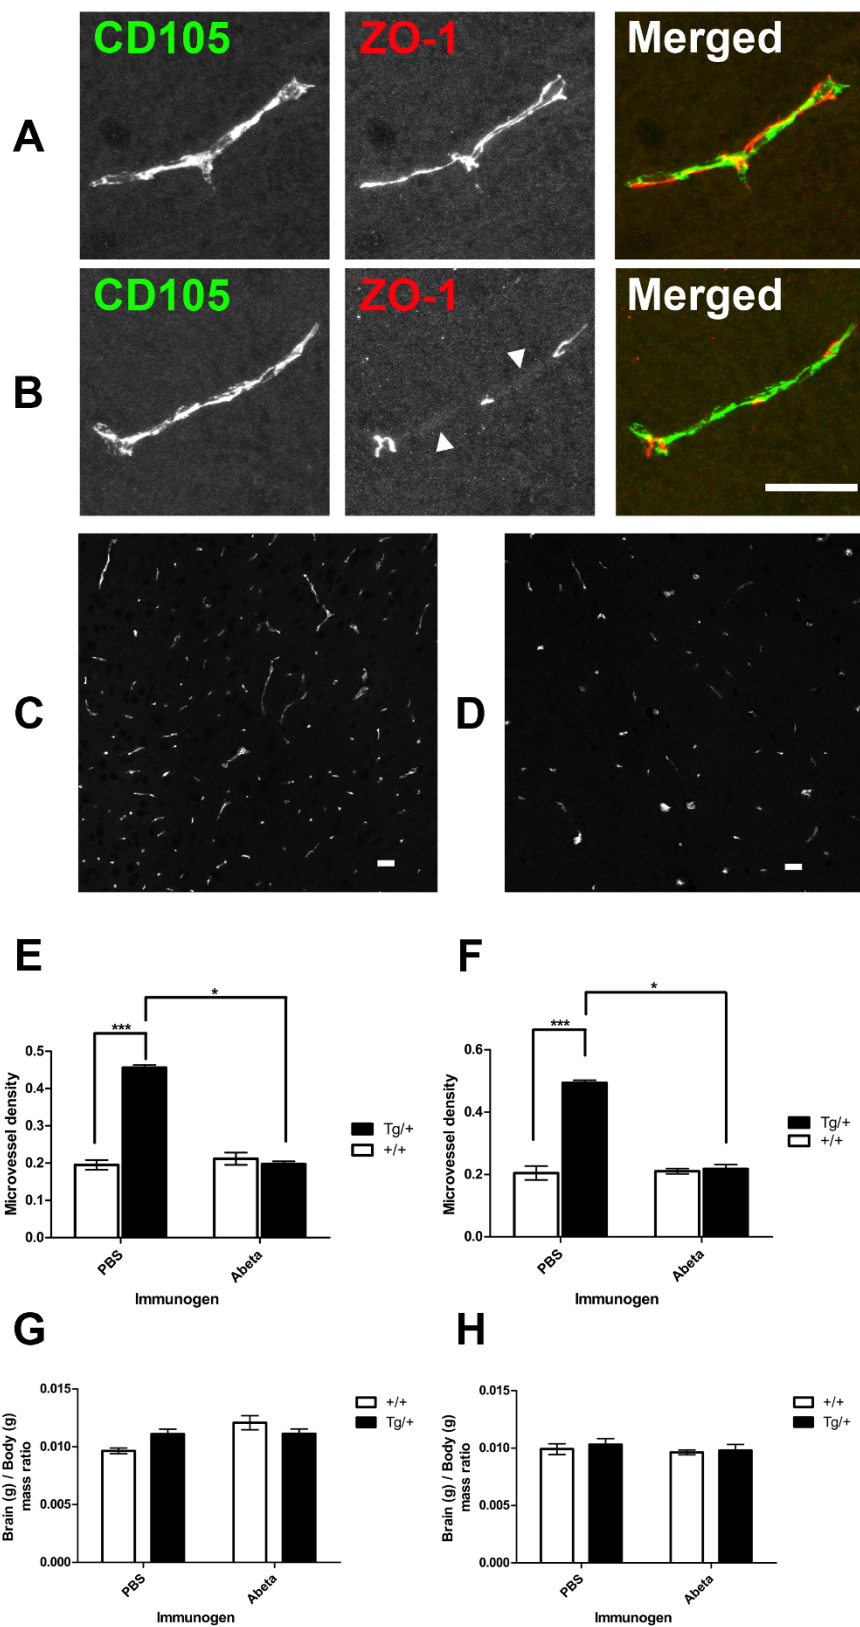 CD105 ZO-1 Merged
A
CD105 ZO-1 Merged
B
C D
E
***
*
0.5
0.4
0.3
0.2
0.1
0.0
Microvessel density
PBS
Abeta
Immunogen
Tg/+
+/+
F
***
*
0.6
0.4
0.2
0.0
Microvessel density
PBS
Abeta
Immunogen
Tg/+
+/+
G
0.015
0.010
0.005
0.000
Brain (g) / Body (g)
mass ratio
PBS
Abeta
Immunogen
+/+
Tg/+
H
0.015
0.010
0.005
0.000
Brain (g) / Body (g)
mass ratio
PBS
Abeta
Immunogen
+/+
Tg/+